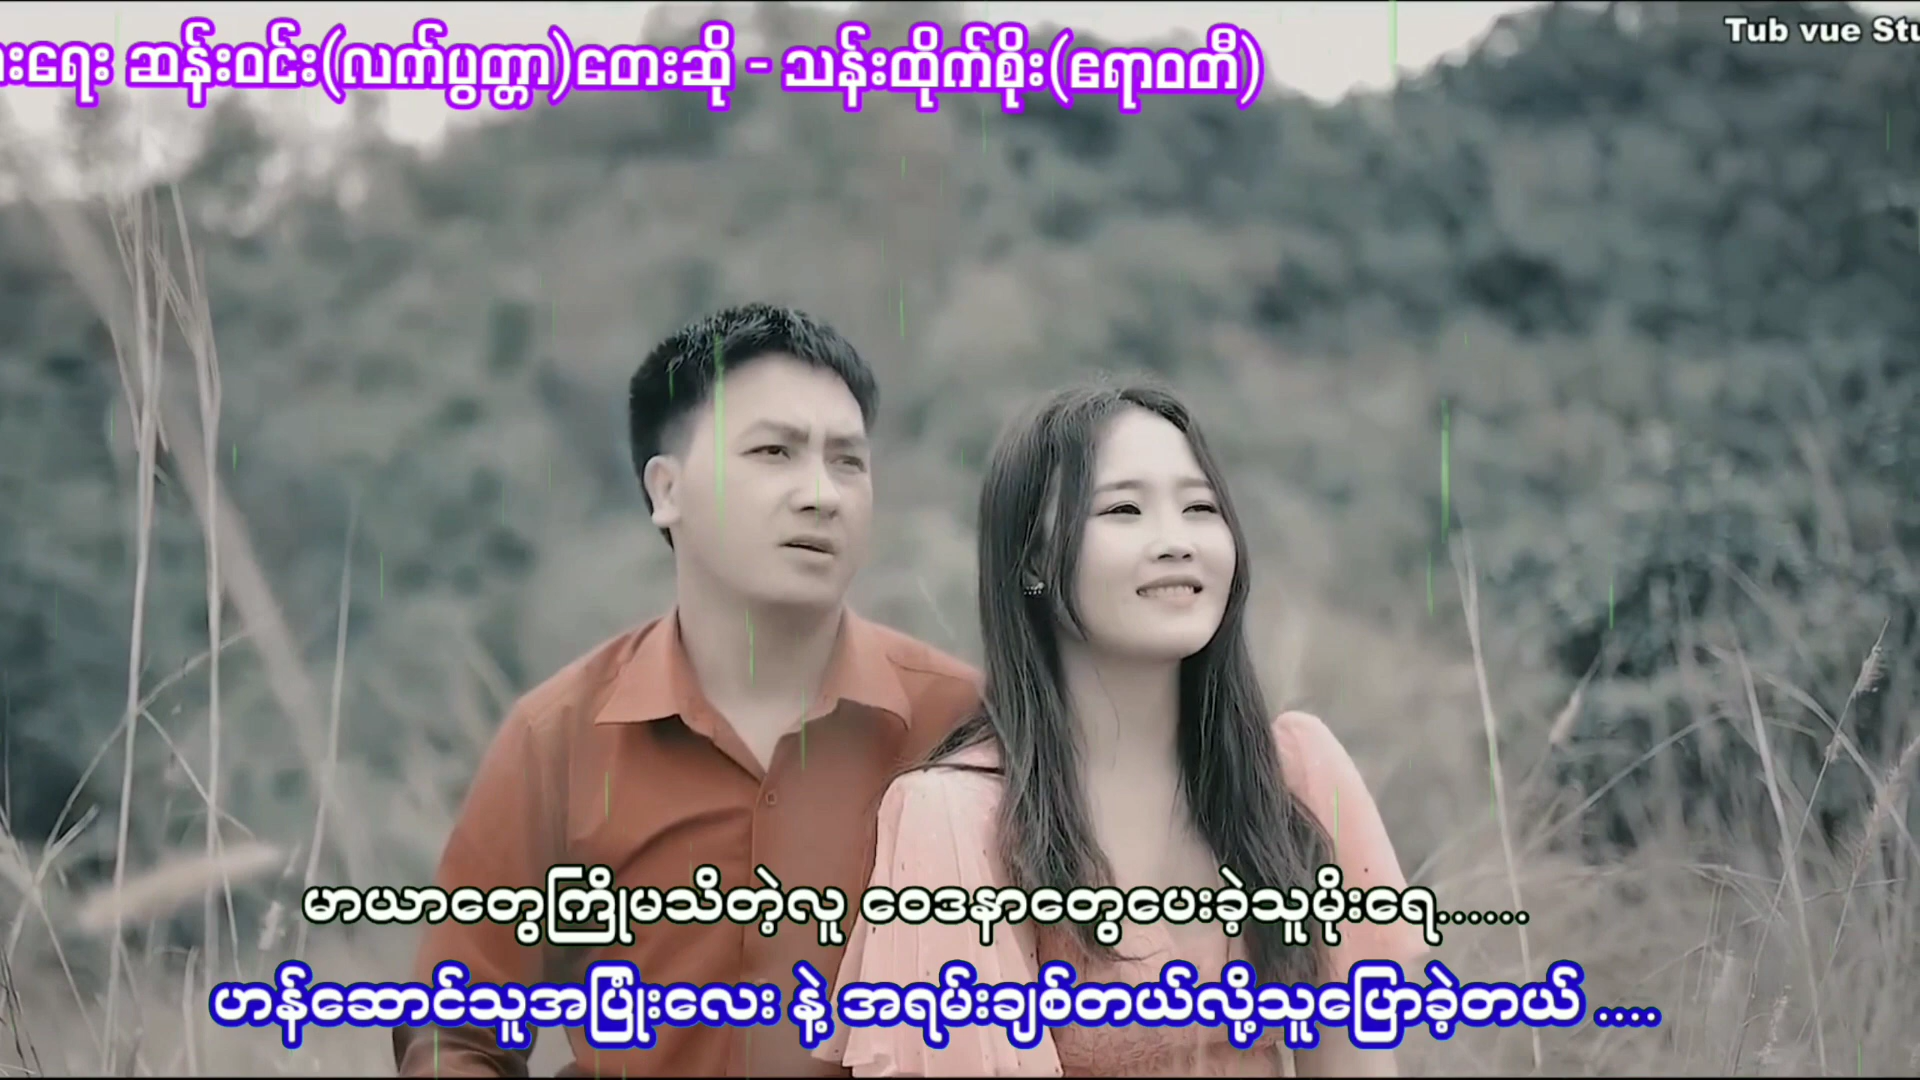 ရေး ဆန်းဝင်း(လက်ပွတ္တာ)တေးဆို - သန်းထိုက်စိုး(ဧရာဝတီ)
Tub vue
မာယာတွေကြိုမသိတဲ့လူ ဝေဒနာတွေပေးခဲ့သူမိုးရေ......
ဟန်ဆောင်သူအပြုံးလေး နဲ့ အရမ်းချစ်တယ်လို့သူပြောခဲ့တယ် ....